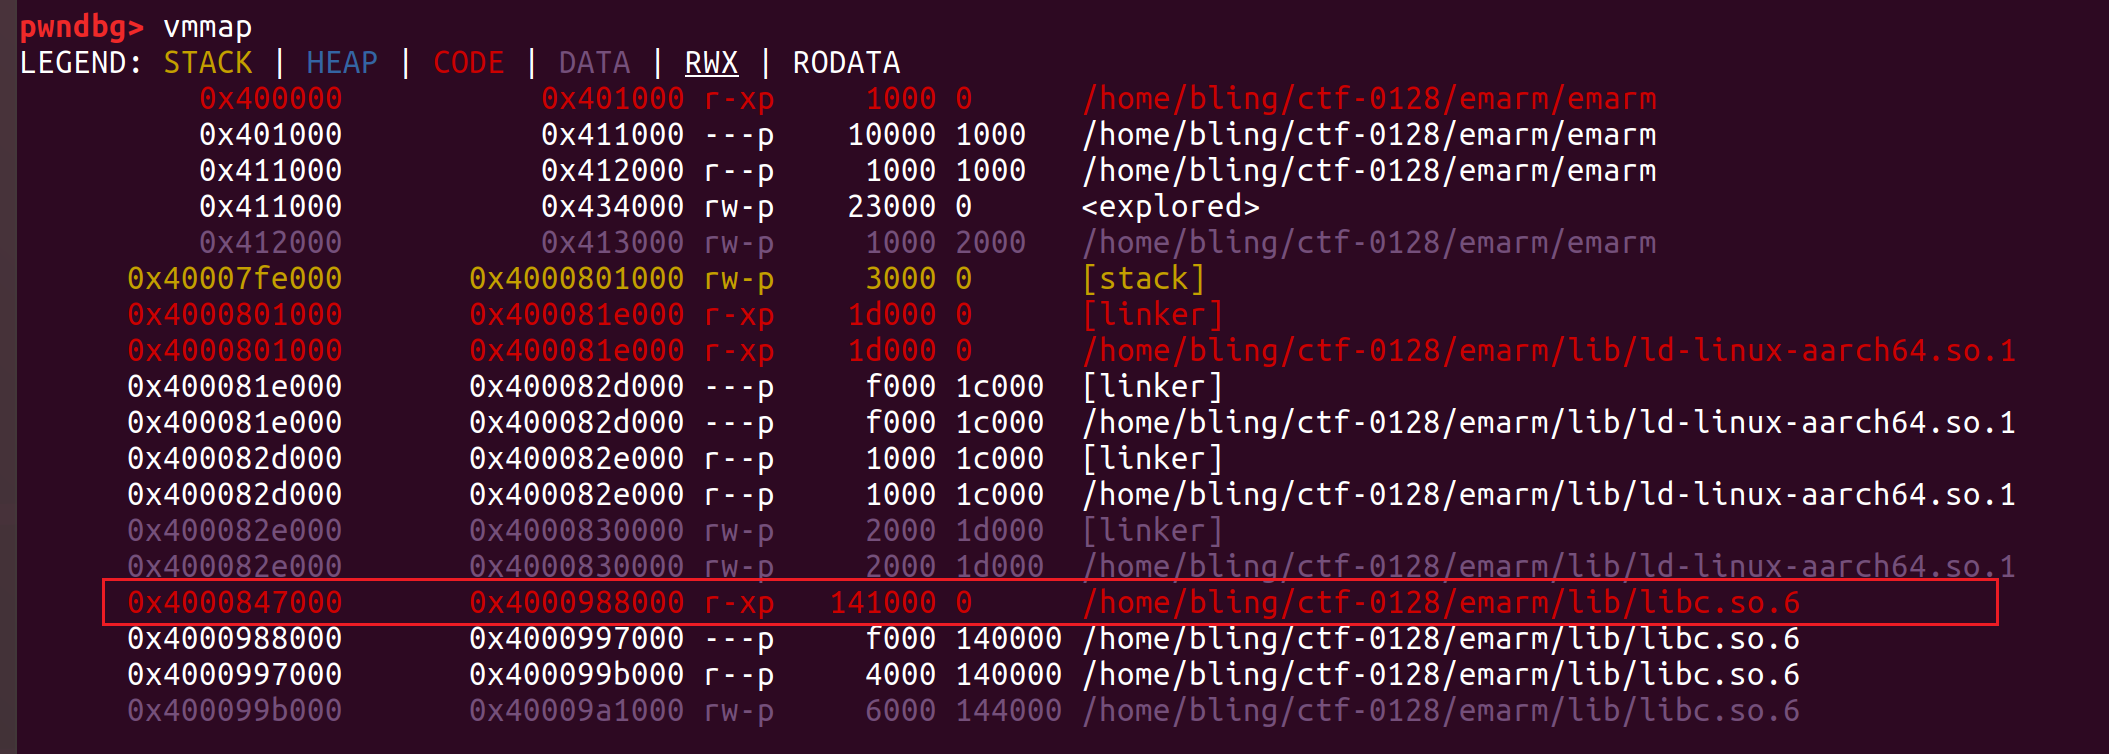 pwndbg> vmmap
LEGEND: STACK | HEAP | CODE | DATA | RWX | RODATA
0x400000 0x401000 r-xp 1000 0 /home/bling/ctf-0128/emarm/emarm
0x401000 0x411000 ---p 10000 1000 /home/bling/ctf-0128/emarm/emarm
0x411000 0x412000 r--p 1000 1000 /home/bling/ctf-0128/emarm/emarm
0x411000 0x434000 rw-p 23000 0 <explored>
0x412000 0x413000 rw-p 1000 2000 /home/bling/ctf-0128/emarm/emarm
0x40007fe000 0x4000801000 rw-p 3000 0 [stack]
0x4000801000 0x400081e000 r-xp 1d000 0 [linker]
0x4000801000 0x400081e000 r-xp 1d000 0 /home/bling/ctf-0128/emarm/lib/ld-linux-aarch64.so.1
0x400081e000 0x400082d000 ---p f000 1c000 [linker]
0x400081e000 0x400082d000 ---p f000 1c000 /home/bling/ctf-0128/emarm/lib/ld-linux-aarch64.so.1
0x400082d000 0x400082e000 r--p 1000 1c000 [linker]
0x400082d000 0x400082e000 r--p 1000 1c000 /home/bling/ctf-0128/emarm/lib/ld-linux-aarch64.so.1
0x400082e000 0x4000830000 rw-p 2000 1d000 [linker]
0x400082e000 0x4000830000 rw-p 2000 1d000 /home/bling/ctf-0128/emarm/lib/ld-linux-aarch64.so.1
0x4000847000 0x4000988000 r-xp 141000 0 /home/bling/ctf-0128/emarm/lib/libc.so.6
0x4000988000 0x4000997000 ---p f000 140000 /home/bling/ctf-0128/emarm/lib/libc.so.6
0x4000997000 0x400099b000 r--p 4000 140000 /home/bling/ctf-0128/emarm/lib/libc.so.6
0x400099b000 0x40009a1000 rw-p 6000 144000 /home/bling/ctf-0128/emarm/lib/libc.so.6